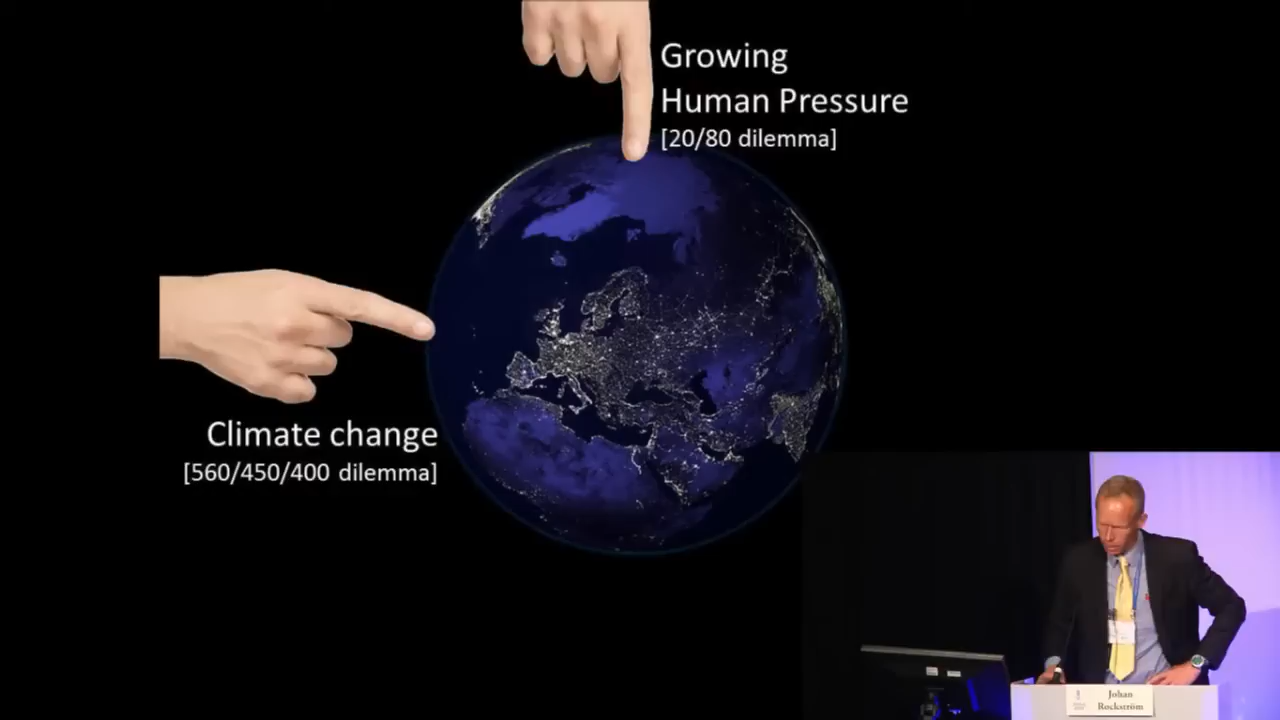 Growing
Human Pressure
[20/80 dilemma]
Climate change
[560/450/400 dilemma]
Johan
Rockström